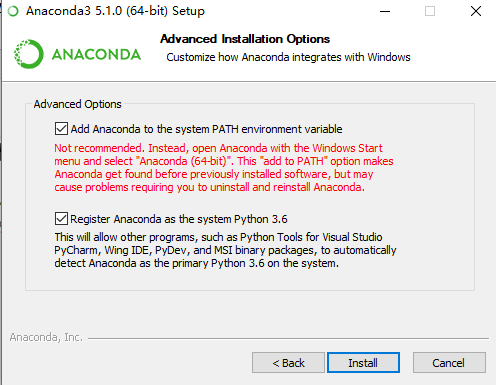 Anaconda3 5.1.0 (64-bit) Setup
Advanced Installation Options
ANACONDA
Customize how Anaconda integrates with Windows
Advanced Options
Add Anaconda to the system PATH environment variable
Not recommended. Instead, open Anaconda with the Windows Start
menu and select "Anaconda (64-bit)". This "add to PATH" option makes
Anaconda get found before previously installed software, but may
cause problems requiring you to uninstall and reinstall Anaconda.
Register Anaconda as the system Python 3.6
This will allow other programs, such as Python Tools for Visual Studio
PyCharm, Wing IDE, PyDev, and MSI binary packages, to automatically
detect Anaconda as the primary Python 3.6 on the system.
Anaconda, Inc.
< Back
Install
Cancel